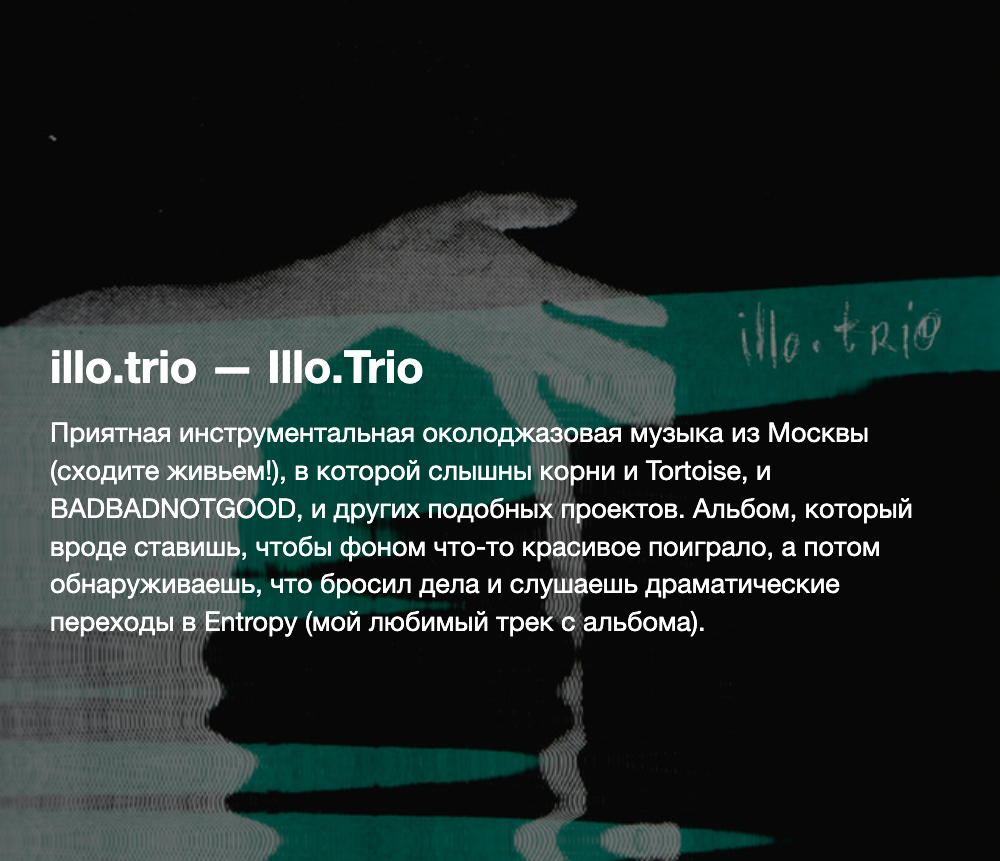 illo.trio
illo.trio — Illo.Trio
Приятная инструментальная околоджазовая музыка из Москвы
(сходите живьем!), в которой слышны корни и Tortoise, и
BADBADNOTGOOD, и других подобных проектов. Альбом, который
вроде ставишь, чтобы фоном что-то красивое поиграло, а потом
обнаруживаешь, что бросил дела и слушаешь драматические
переходы в Entropy (мой любимый трек с альбома).